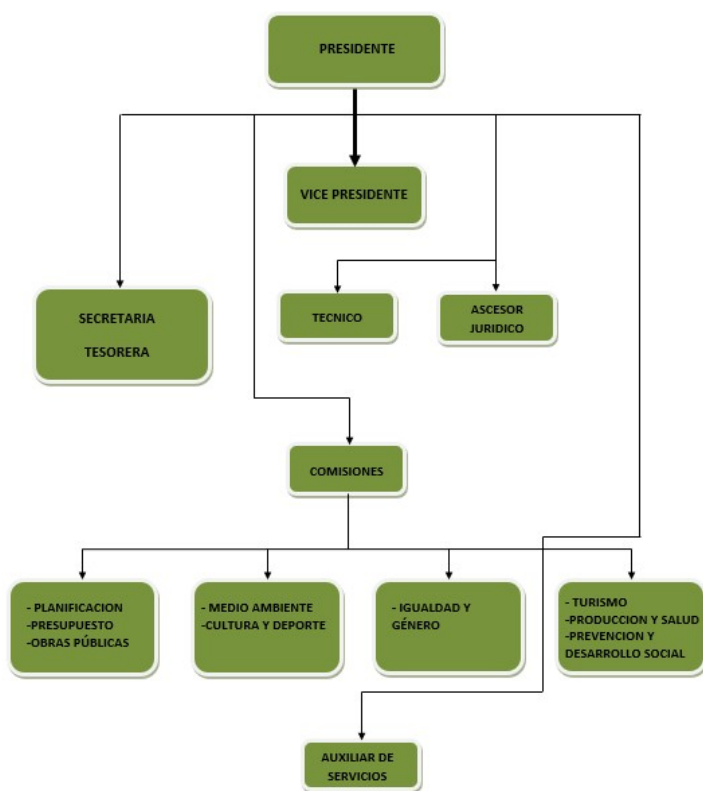 PRESIDENTE
VICE PRESIDENTE
SECRETARIA
TESORERA
TECNICO
ASCESOR
JURIDICO
COMISIONES
- PLANIFICACION
-PRESUPUESTO
-OBRAS PÚBLICAS
- MEDIO AMBIENTE
-CULTURA Y DEPORTE
- IGUALDAD Y
GÉNERO
- TURISMO
-PRODUCCION Y SALUD
-PREVENCION Y
DESARROLLO SOCIAL
AUXILIAR DE
SERVICIOS